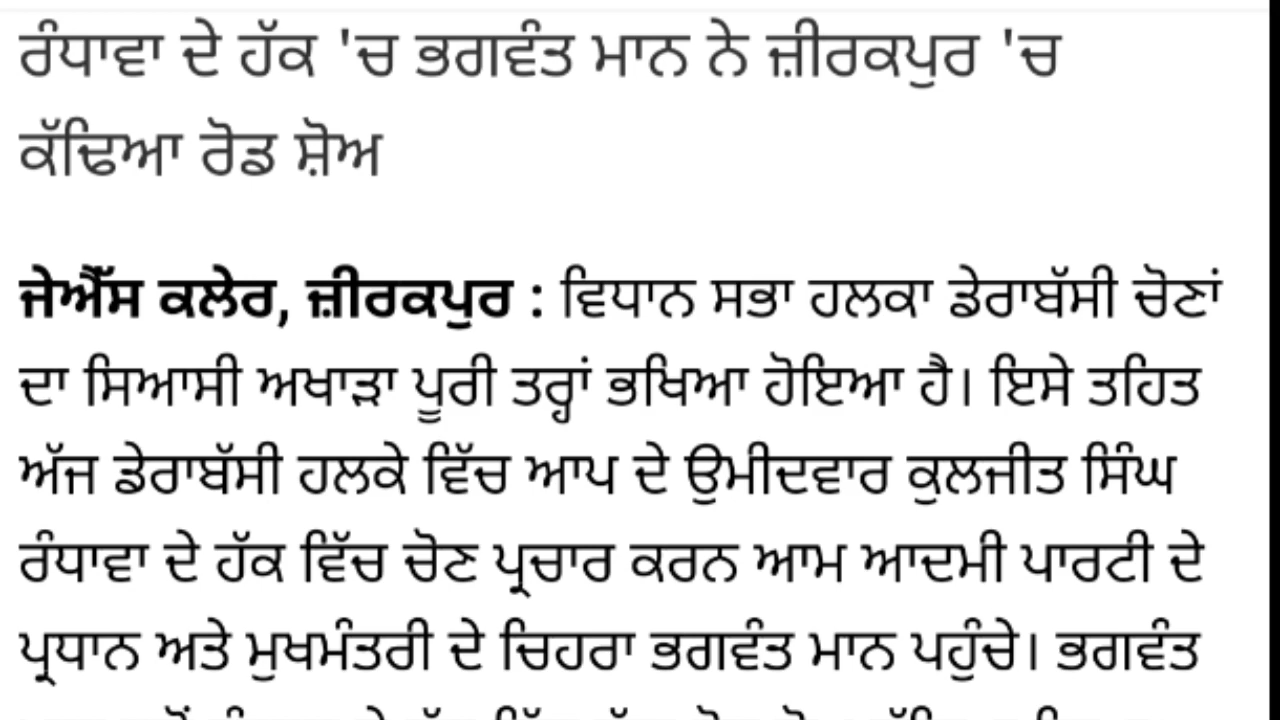 ਰੰਧਾਵਾ ਦੇ ਹੱਕ 'ਚ ਭਗਵੰਤ ਮਾਨ ਨੇ ਜ਼ੀਰਕਪੁਰ 'ਚ
ਕੱਢਿਆ ਰੋਡ ਸ਼ੋਅ
ਜੇਐੱਸ ਕਲੇਰ, ਜ਼ੀਰਕਪੁਰ : ਵਿਧਾਨ ਸਭਾ ਹਲਕਾ ਡੇਰਾਬੱਸੀ ਚੋਣਾਂ
ਦਾ ਸਿਆਸੀ ਅਖਾੜਾ ਪੂਰੀ ਤਰ੍ਹਾਂ ਭਖਿਆ ਹੋਇਆ ਹੈ। ਇਸੇ ਤਹਿਤ
ਅੱਜ ਡੇਰਾਬੱਸੀ ਹਲਕੇ ਵਿੱਚ ਆਪ ਦੇ ਉਮੀਦਵਾਰ ਕੁਲਜੀਤ ਸਿੰਘ
ਰੰਧਾਵਾ ਦੇ ਹੱਕ ਵਿੱਚ ਚੋਣ ਪ੍ਰਚਾਰ ਕਰਨ ਆਮ ਆਦਮੀ ਪਾਰਟੀ ਦੇ
ਪ੍ਰਧਾਨ ਅਤੇ ਮੁਖਮੰਤਰੀ ਦੇ ਚਿਹਰਾ ਭਗਵੰਤ ਮਾਨ ਪਹੁੰਚੇ। ਭਗਵੰਤ